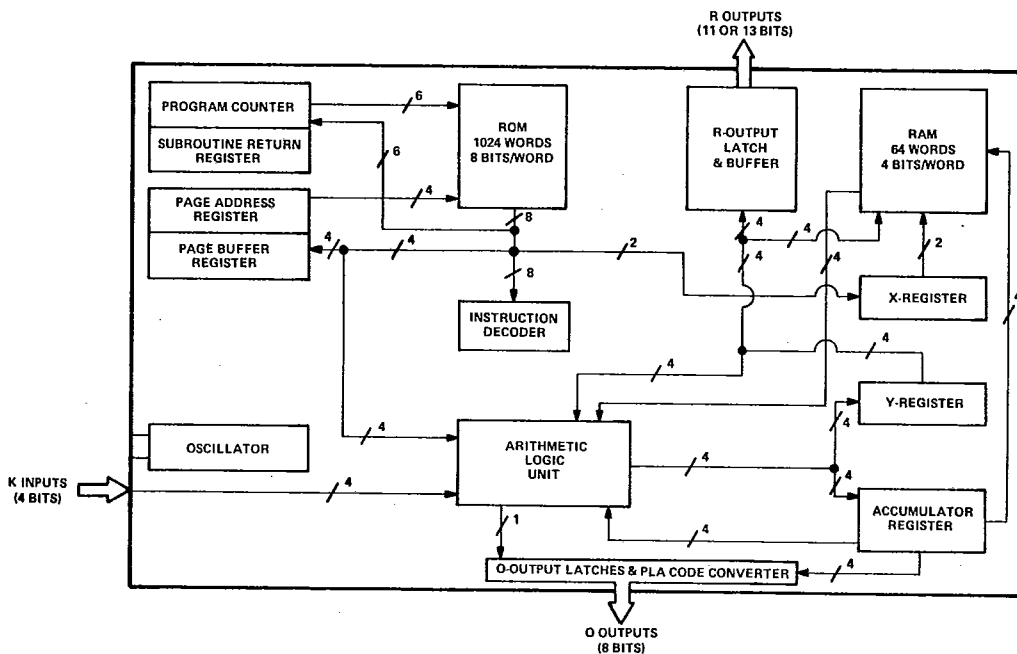 R OUTPUTS
(11 OR 13 BITS)
PROGRAM COUNTER
SUBROUTINE RETURN
REGISTER
6
6
ROM
1024 WORDS
8 BITS/WORD
R-OUTPUT
LATCH
& BUFFER
RAM
64 WORDS
4 BITS/WORD
PAGE ADDRESS
REGISTER
PAGE BUFFER
REGISTER
4
8
4
4
4
4
4
4
2
8
2
4
INSTRUCTION
DECODER
X-REGISTER
4
4
4
Y-REGISTER
OSCILLATOR
4
ARITHMETIC
LOGIC
UNIT
4
4
4
K INPUTS
(4 BITS)
4
ACCUMULATOR
REGISTER
1
4
O-OUTPUT LATCHES & PLA CODE CONVERTER
4
O OUTPUTS
(8 BITS)